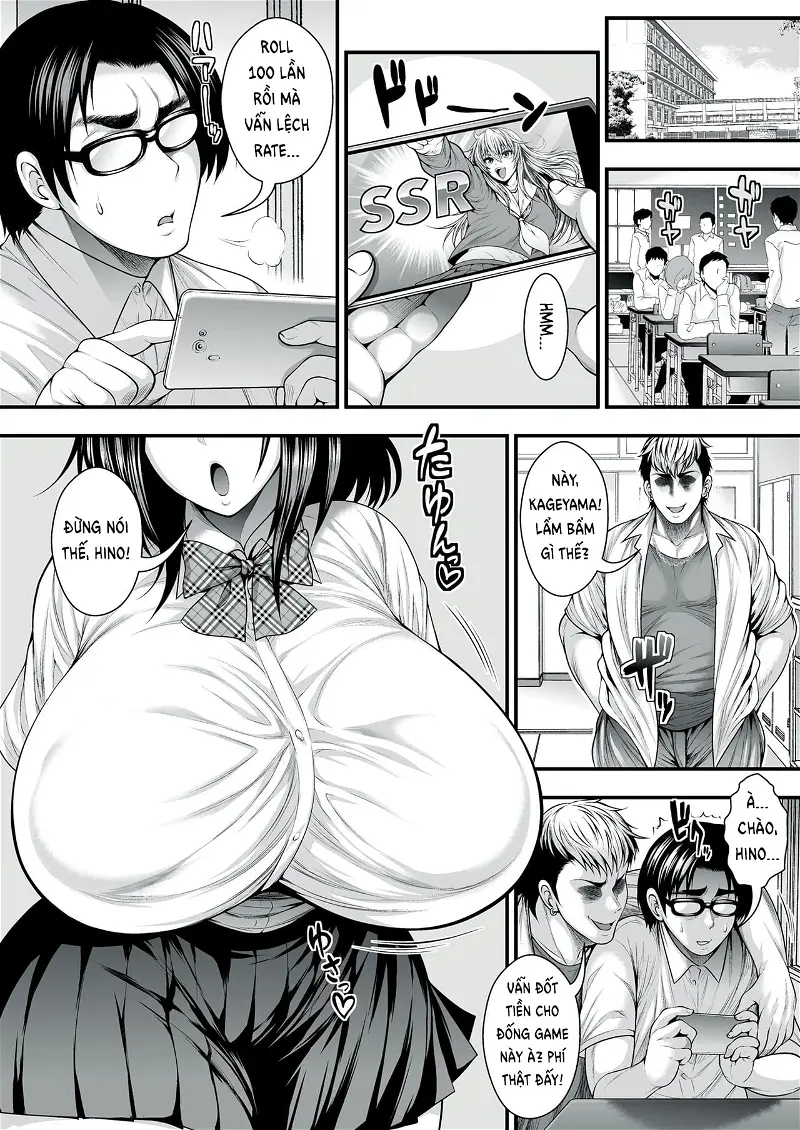 ガヤ
ガヤ
ドドーン
SSR
HMM...
ハァーッ
ROLL
100 LẦN
RỒI MÀ
VẪN LỆCH
RATE...
NÀY,
KAGEYAMA!
LẨM BẨM
GÌ THẾ?
À...
CHÀO,
HINO...
VẪN ĐỐT
TIỀN CHO
ĐỐNG GAME
NÀY À? PHÍ
THẬT ĐẤY!
ĐỪNG NÓI
THẾ, HINO!
たゆんっ♡
ゆさっ♡